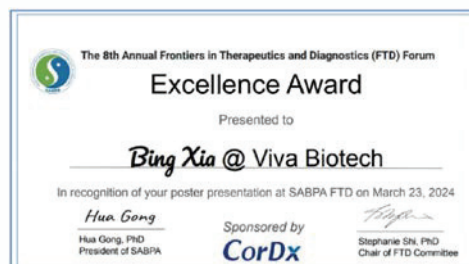 The 8th Annual Frontiers in Therapeutics and Diagnostics (FTD) Forum
Excellence Award
Presented to
Bing Xia @ Viva Biotech
In recognition of your poster presentation at SABPA FTD on March 23, 2024
Hua Gong
Hua Gong, PhD
President of SABPA
Sponsored by
CorDx
Stephanie Shi, PhD
Chair of FTD Committee